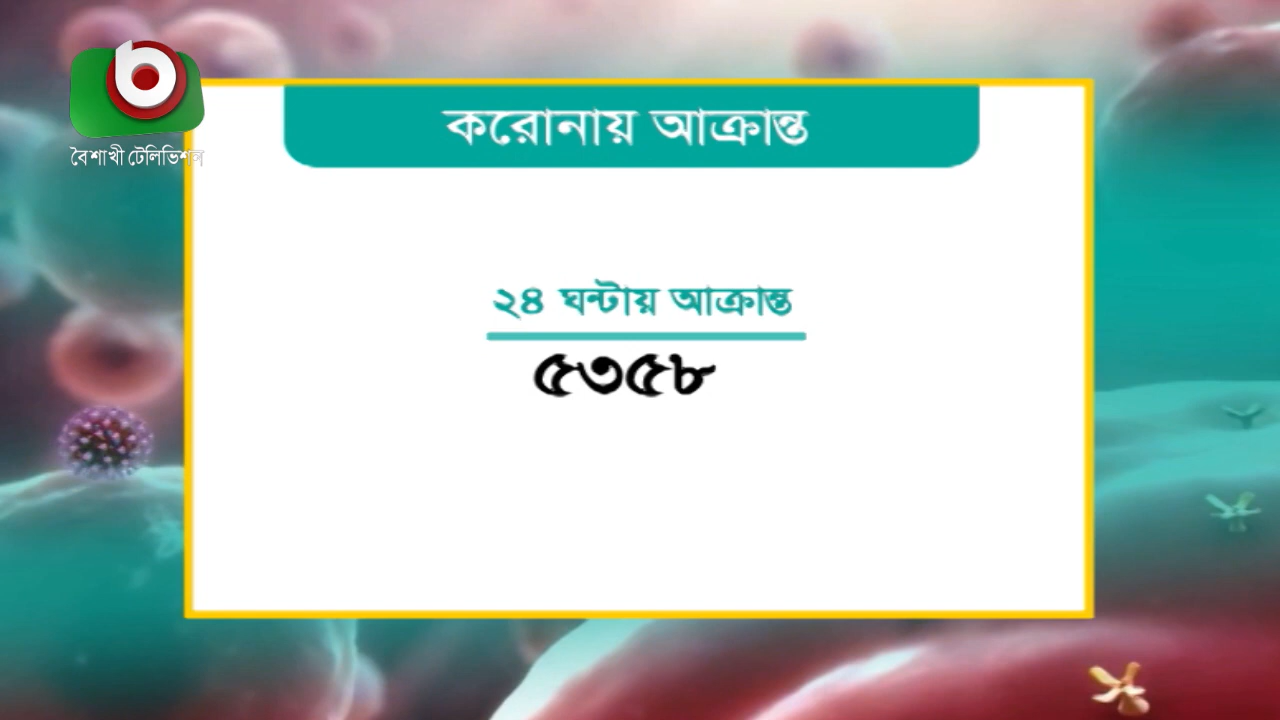 বৈশাখী টেলিভিশন
করোনায় আক্রান্ত
২৪ ঘন্টায় আক্রান্ত
৫৩৫৮